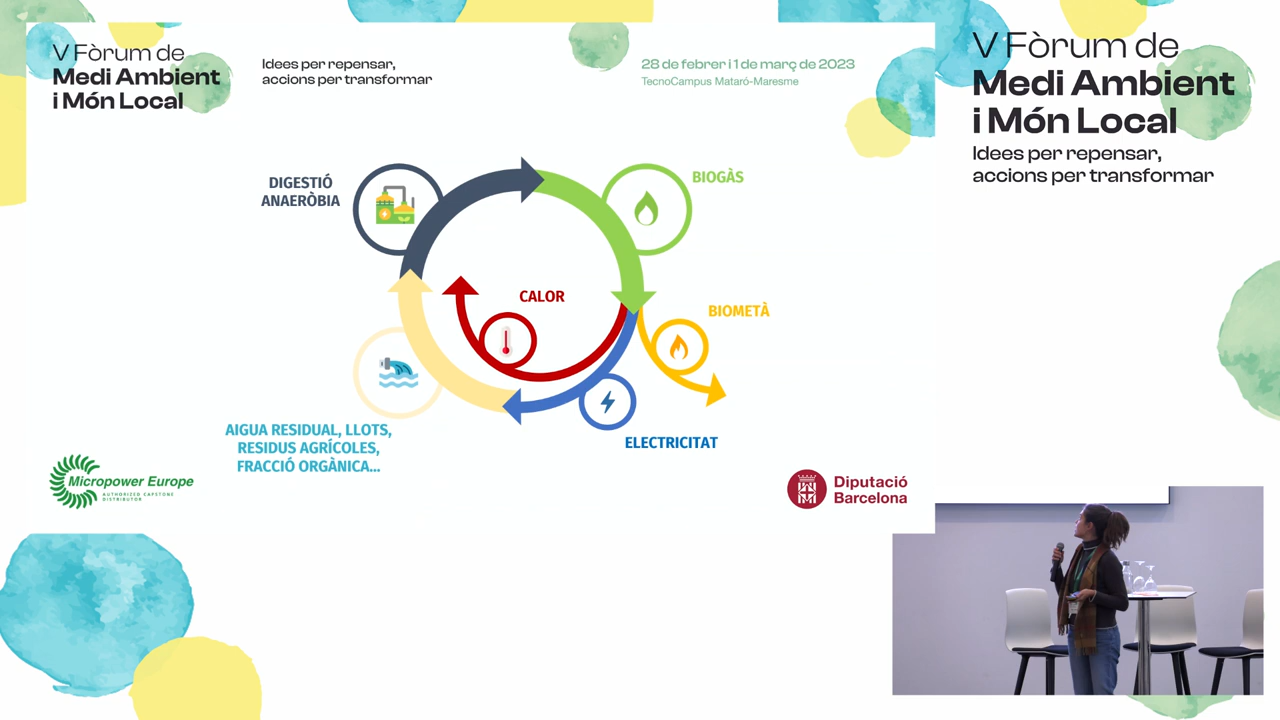 V Fòrum de
Medi Ambient
i Món Local
Idees per repensar,
accions per transformar
28 de febrer i 1 de març de 2023
TecnoCampus Mataró-Maresme
V Fòrum de
Medi Ambient
i Món Local
Idees per repensar,
accions per transformar
DIGESTIÓ
ANAERÒBIA
BIOGÀS
CALOR
BIOMETÀ
AIGUA RESIDUAL, LLOTS,
RESIDUS AGRÍCOLES,
FRACCIÓ ORGÀNICA...
ELECTRICITAT
Micropower Europe
AUTHORIZED CAPSTONE
DISTRIBUTOR
Diputació
Barcelona